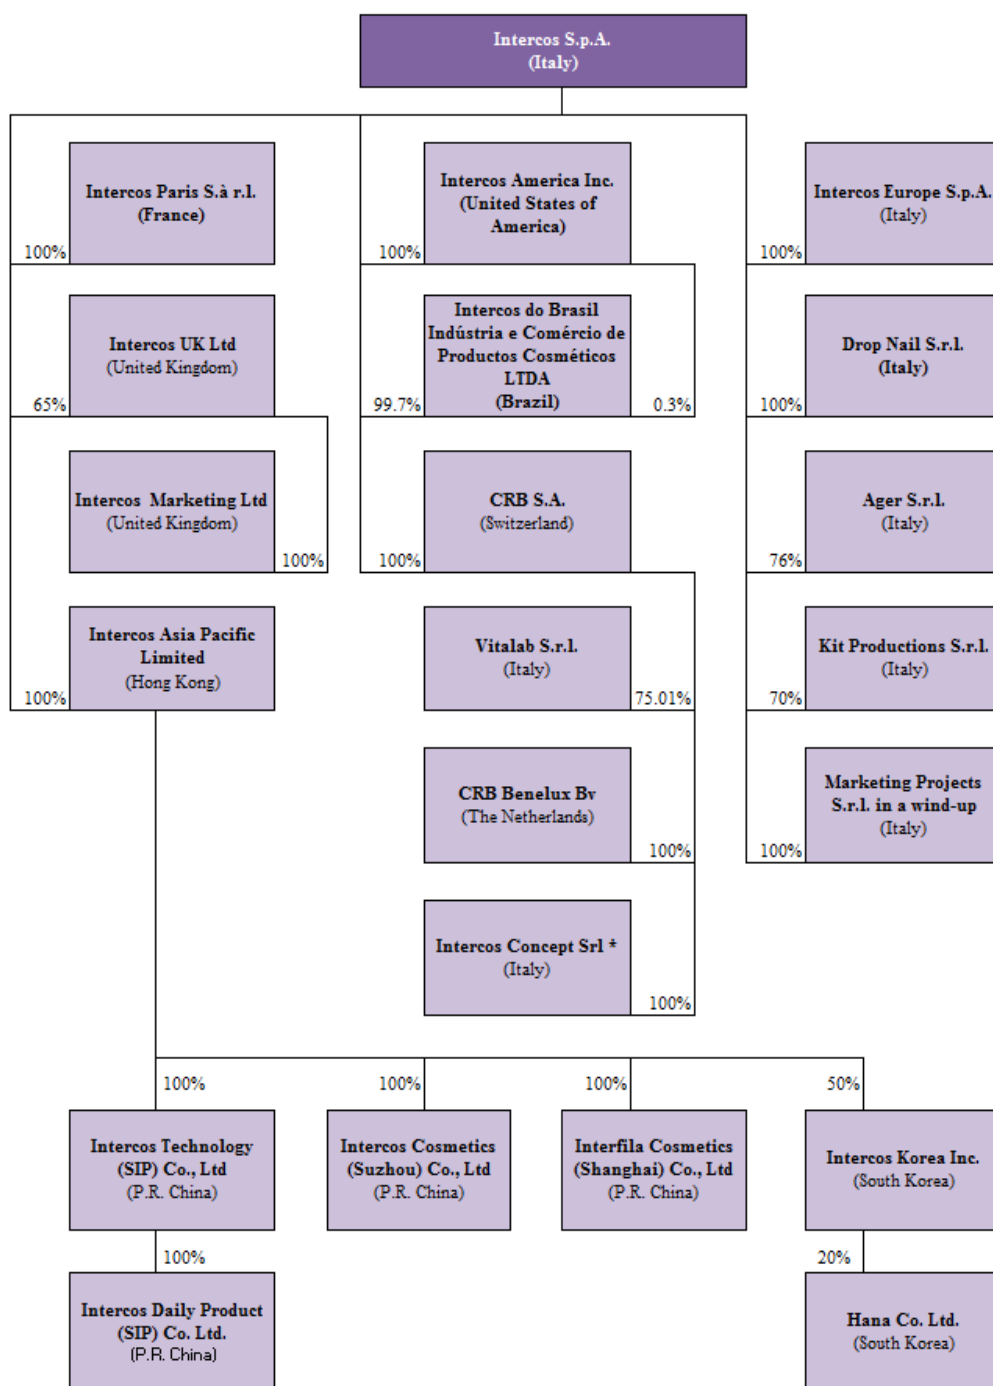 Intercos S.p.A.
(Italy)
Intercos Paris S.à r.l.
(France)
100%
Intercos America Inc.
(United States of
America)
100%
Intercos Europe S.p.A.
(Italy)
100%
Intercos UK Ltd
(United Kingdom)
65%
Intercos do Brasil
Indústria e Comércio de
Productos Cosméticos
LTDA
(Brazil)
99.7%
0.3%
Drop Nail S.r.l.
(Italy)
100%
Intercos Marketing Ltd
(United Kingdom)
100%
CRB S.A.
(Switzerland)
100%
Ager S.r.l.
(Italy)
76%
Intercos Asia Pacific
Limited
(Hong Kong)
100%
Vitalab S.r.l.
(Italy)
75.01%
Kit Productions S.r.l.
(Italy)
70%
CRB Benelux Bv
(The Netherlands)
100%
Marketing Projects
S.r.l. in a wind-up
(Italy)
100%
Intercos Concept Srl *
(Italy)
100%
100%
100%
100%
50%
Intercos Technology
(SIP) Co., Ltd
(P.R. China)
Intercos Cosmetics
(Suzhou) Co., Ltd
(P.R. China)
Interfila Cosmetics
(Shanghai) Co., Ltd
(P.R. China)
Intercos Korea Inc.
(South Korea)
100%
20%
Intercos Daily Product
(SIP) Co. Ltd.
(P.R. China)
Hana Co. Ltd.
(South Korea)